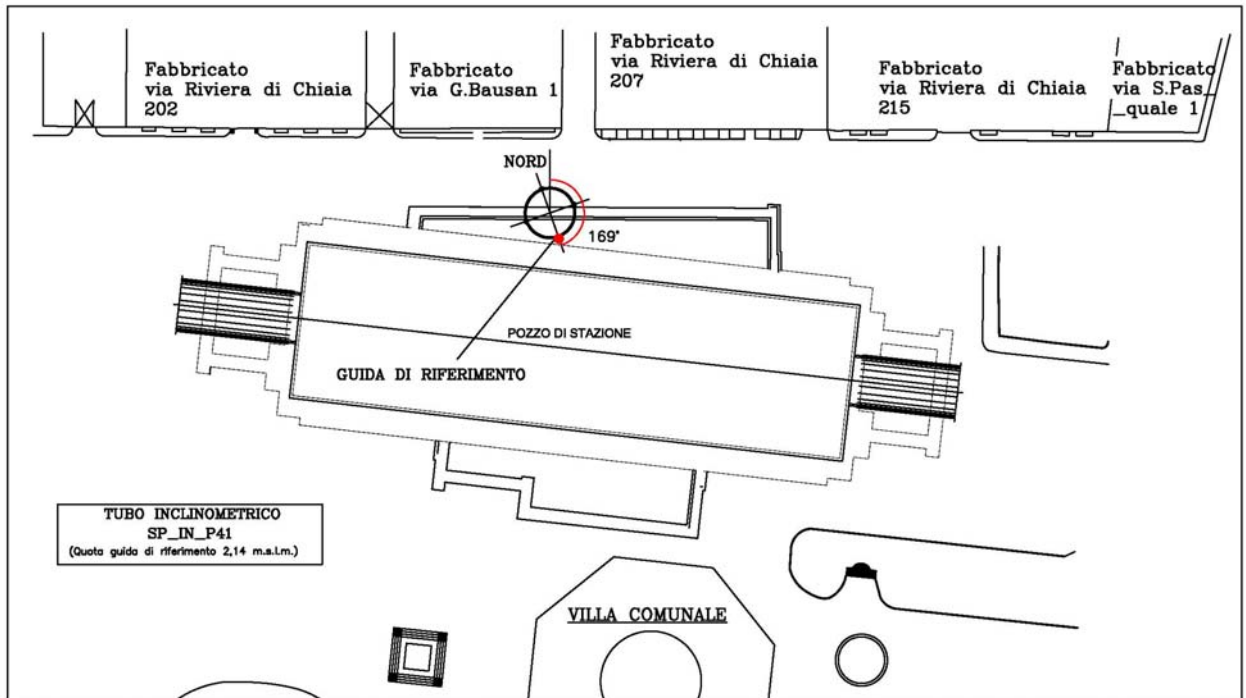 Fabbricato
via Riviera di Chiaia
202
Fabbricato
via G.Bausan 1
Fabbricato
via Riviera di Chiaia
207
Fabbricato
via Riviera di Chiaia
215
Fabbricato
via S.Pas_
_quale 1
NORD
169°
POZZO DI STAZIONE
GUIDA DI RIFERIMENTO
TUBO INCLINOMETRICO
SP_IN_P41
(Quota guida di riferimento 2,14 m.s.l.m.)
VILLA COMUNALE